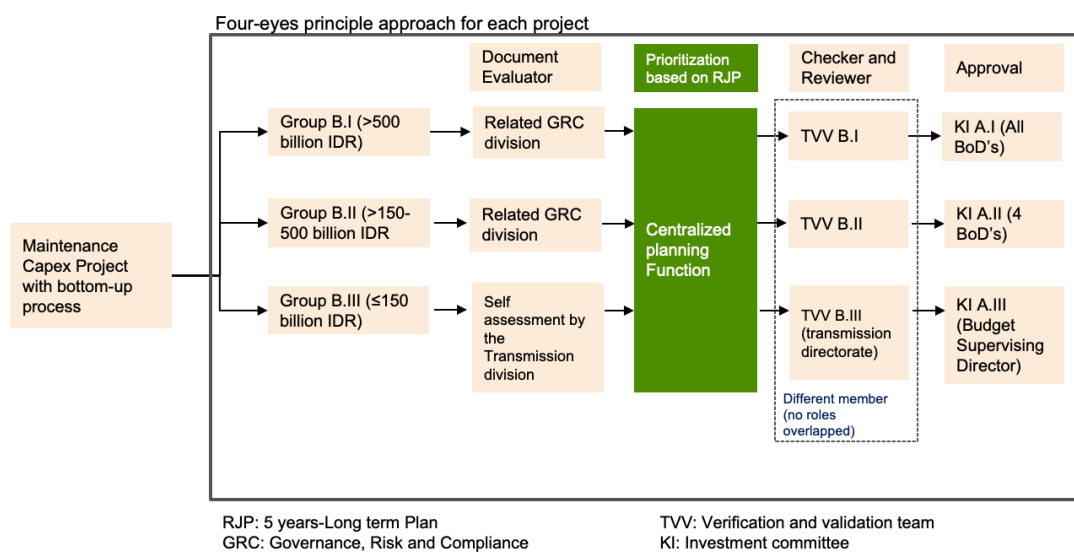 Four-eyes principle approach for each project
Document
Evaluator
Prioritization
based on RJP
Checker and
Reviewer
Approval
Group B.I (>500
billion IDR)
Related GRC
division
TVV B.I
KI A.I (All
BoD's)
Group B.II (>150-
500 billion IDR
Related GRC
division
Centralized
planning
Function
TVV B.II
KI A.II (4
BoD's)
Maintenance
Capex Project
with bottom-up
process
Group B.III (≤150
billion IDR)
Self
assessment by
the
Transmission
division
TVV B.III
(transmission
directorate)
KI A.III
(Budget
Supervising
Director)
Different member
(no roles
overlapped)
RJP: 5 years-Long term Plan
GRC: Governance, Risk and Compliance
TVV: Verification and validation team
KI: Investment committee